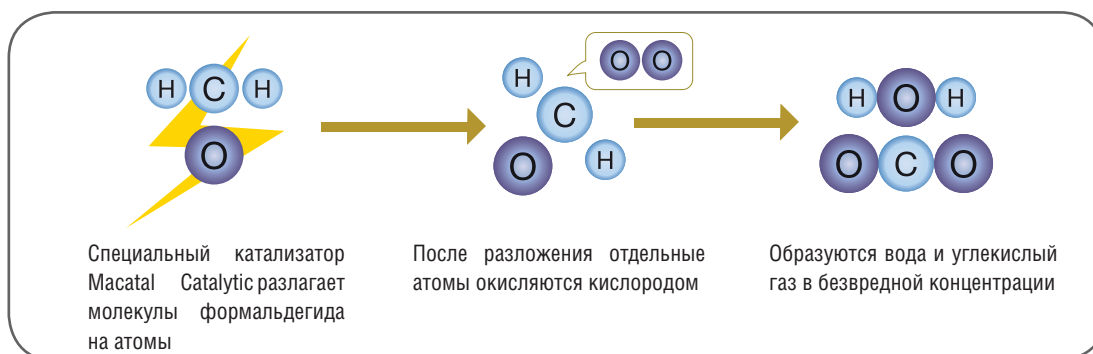 H C H
O
O O
H
C
O H
H O H
O C O
Специальный катализатор
Macatal Catalytic разлагает
молекулы формальдегида
на атомы
После разложения отдельные
атомы окисляются кислородом
Образуются вода и углекислый
газ в безвредной концентрации